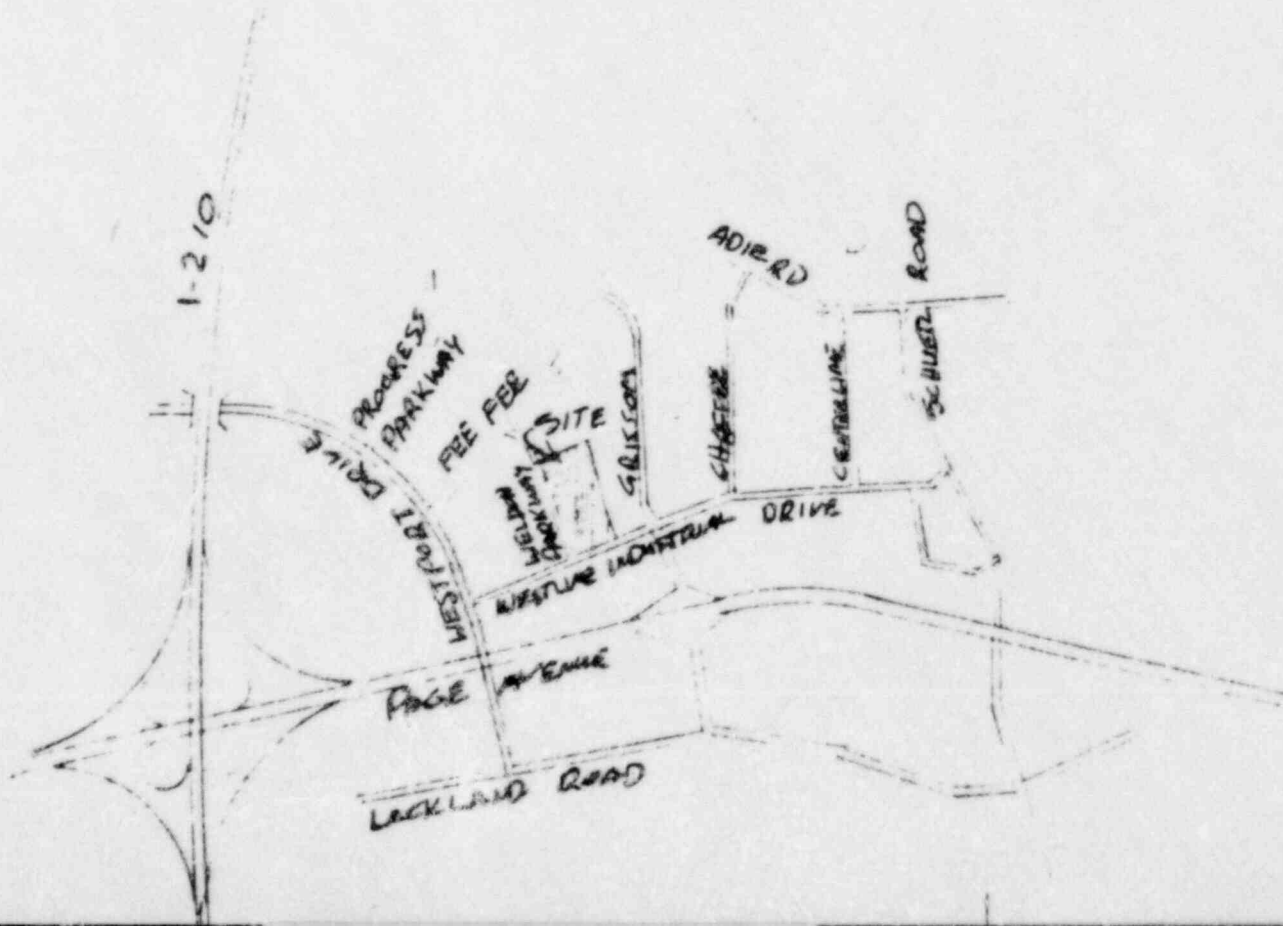 I-210
ADIE RD
SCHUETZ ROAD
PROGRESS
PARKWAY
FEE FEE
SITE
GRISSOM
CENTERLINE
WESTPORT DRIVE
WELDON
PARKWAY
WESTLINE INDUSTRIAL DRIVE
PAGE AVENUE
LACKLAND ROAD